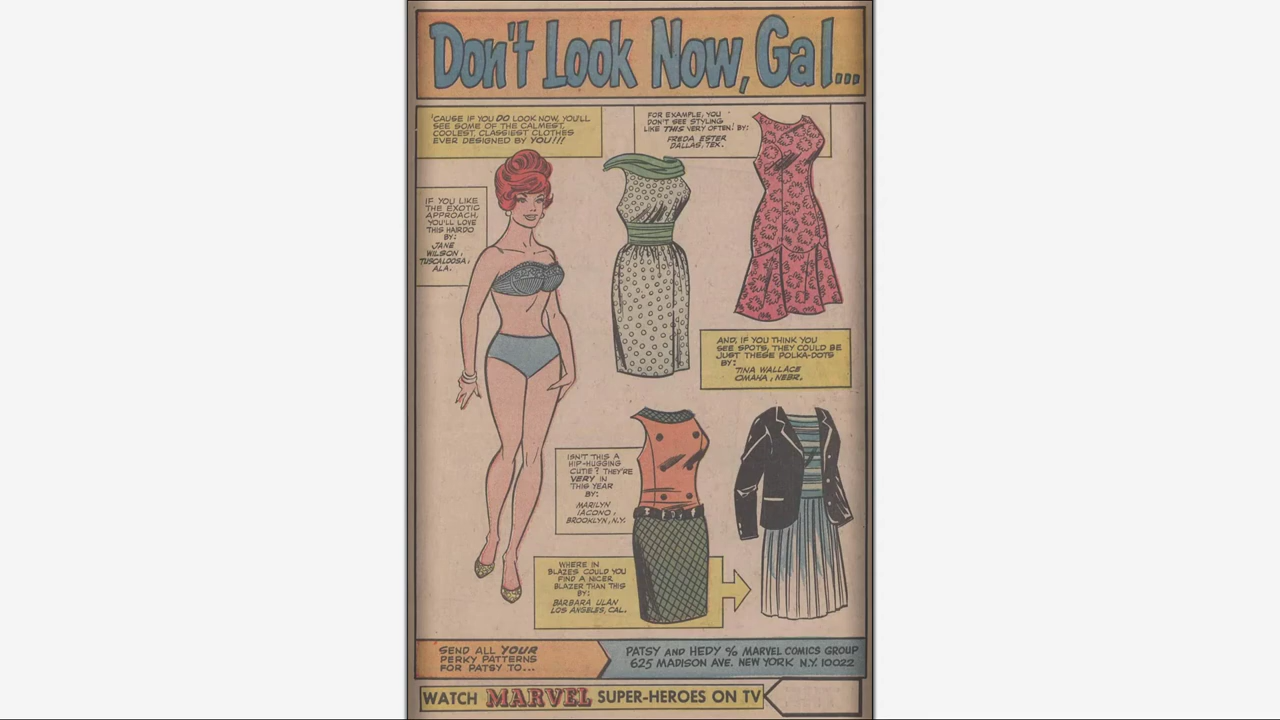 Don't Look Now, Gal...
'CAUSE IF YOU DO LOOK NOW, YOU'LL
SEE SOME OF THE CALMEST,
COOLEST, CLASSIEST CLOTHES
EVER DESIGNED BY YOU!!!
FOR EXAMPLE, YOU
DON'T SEE STYLING
LIKE THIS VERY OFTEN! BY:
FREDA ESTER
DALLAS, TEX.
IF YOU LIKE
THE EXOTIC
APPROACH,
YOU'LL LOVE
THIS HAIRDO
BY:
JANE
WILSON,
TUSCALOOSA,
ALA.
AND, IF YOU THINK YOU
SEE SPOTS, THEY COULD BE
JUST THESE POLKA-DOTS
BY:
TINA WALLACE
OMAHA, NEBR.
ISN'T THIS A
HIP-HUGGING
CUTIE? THEY'RE
VERY IN
THIS YEAR
BY:
MARILYN
IACONO,
BROOKLYN, N.Y.
WHERE IN
BLAZES COULD YOU
FIND A NICER
BLAZER THAN THIS
BY:
BARBARA ULAN
LOS ANGELES, CAL.
SEND ALL YOUR
PERKY PATTERNS
FOR PATSY TO...
PATSY AND HEDY % MARVEL COMICS GROUP
625 MADISON AVE. NEW YORK N.Y. 10022
WATCH MARVEL SUPER-HEROES ON TV